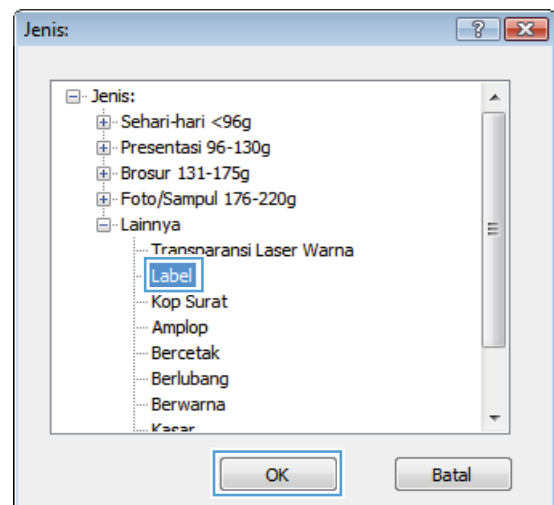 Jenis:
Jenis:
Sehari-hari <96g
Presentasi 96-130g
Brosur 131-175g
Foto/Sampul 176-220g
Lainnya
Transparansi Laser Warna
Label
Kop Surat
Amplop
Bercetak
Berlubang
Berwarna
Kasar
OK Batal